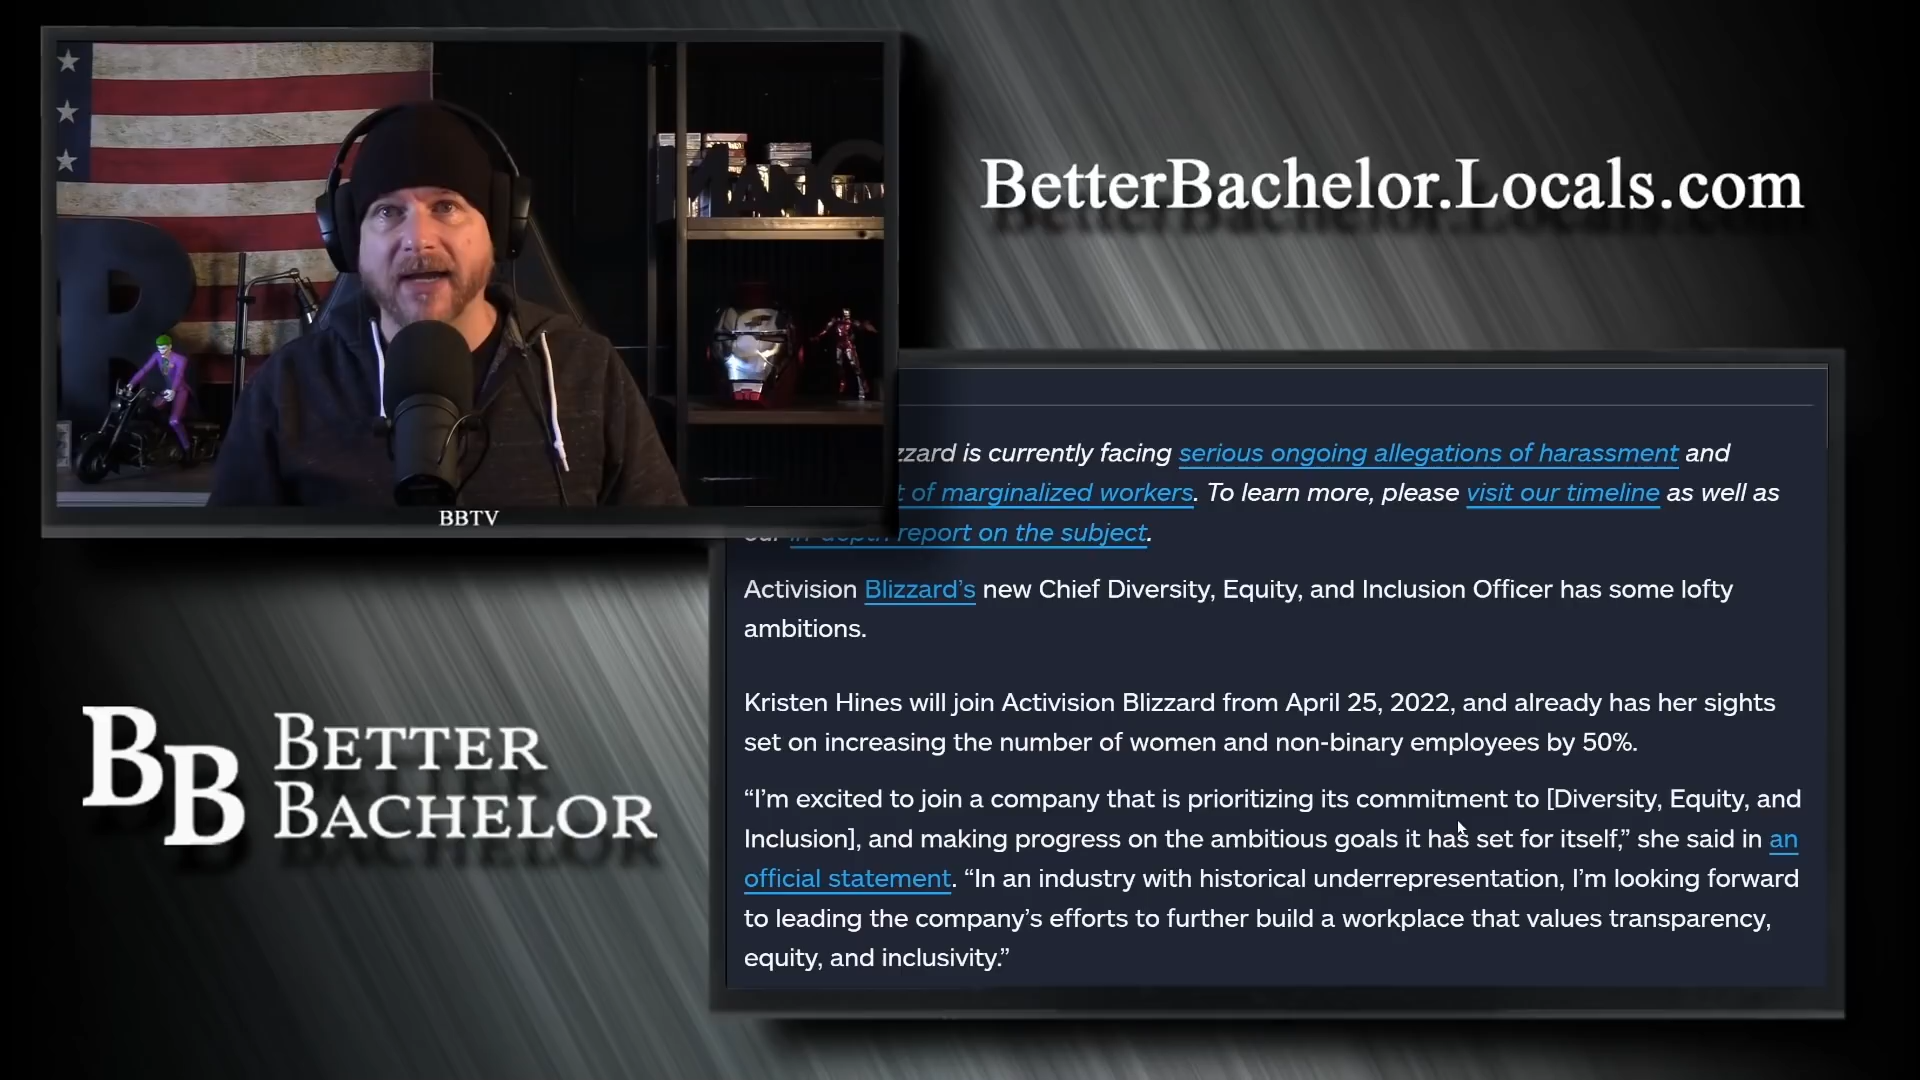 BetterBachelor.Locals.com
BBTV
BB
BETTER
BACHELOR
is currently facing serious ongoing allegations of harassment and
of marginalized workers. To learn more, please visit our timeline as well as
our in-depth report on the subject.
Activision Blizzard’s new Chief Diversity, Equity, and Inclusion Officer has some lofty
ambitions.
Kristen Hines will join Activision Blizzard from April 25, 2022, and already has her sights
set on increasing the number of women and non-binary employees by 50%.
“I’m excited to join a company that is prioritizing its commitment to [Diversity, Equity, and
Inclusion], and making progress on the ambitious goals it has set for itself,” she said in an
official statement. “In an industry with historical underrepresentation, I’m looking forward
to leading the company’s efforts to further build a workplace that values transparency,
equity, and inclusivity.”